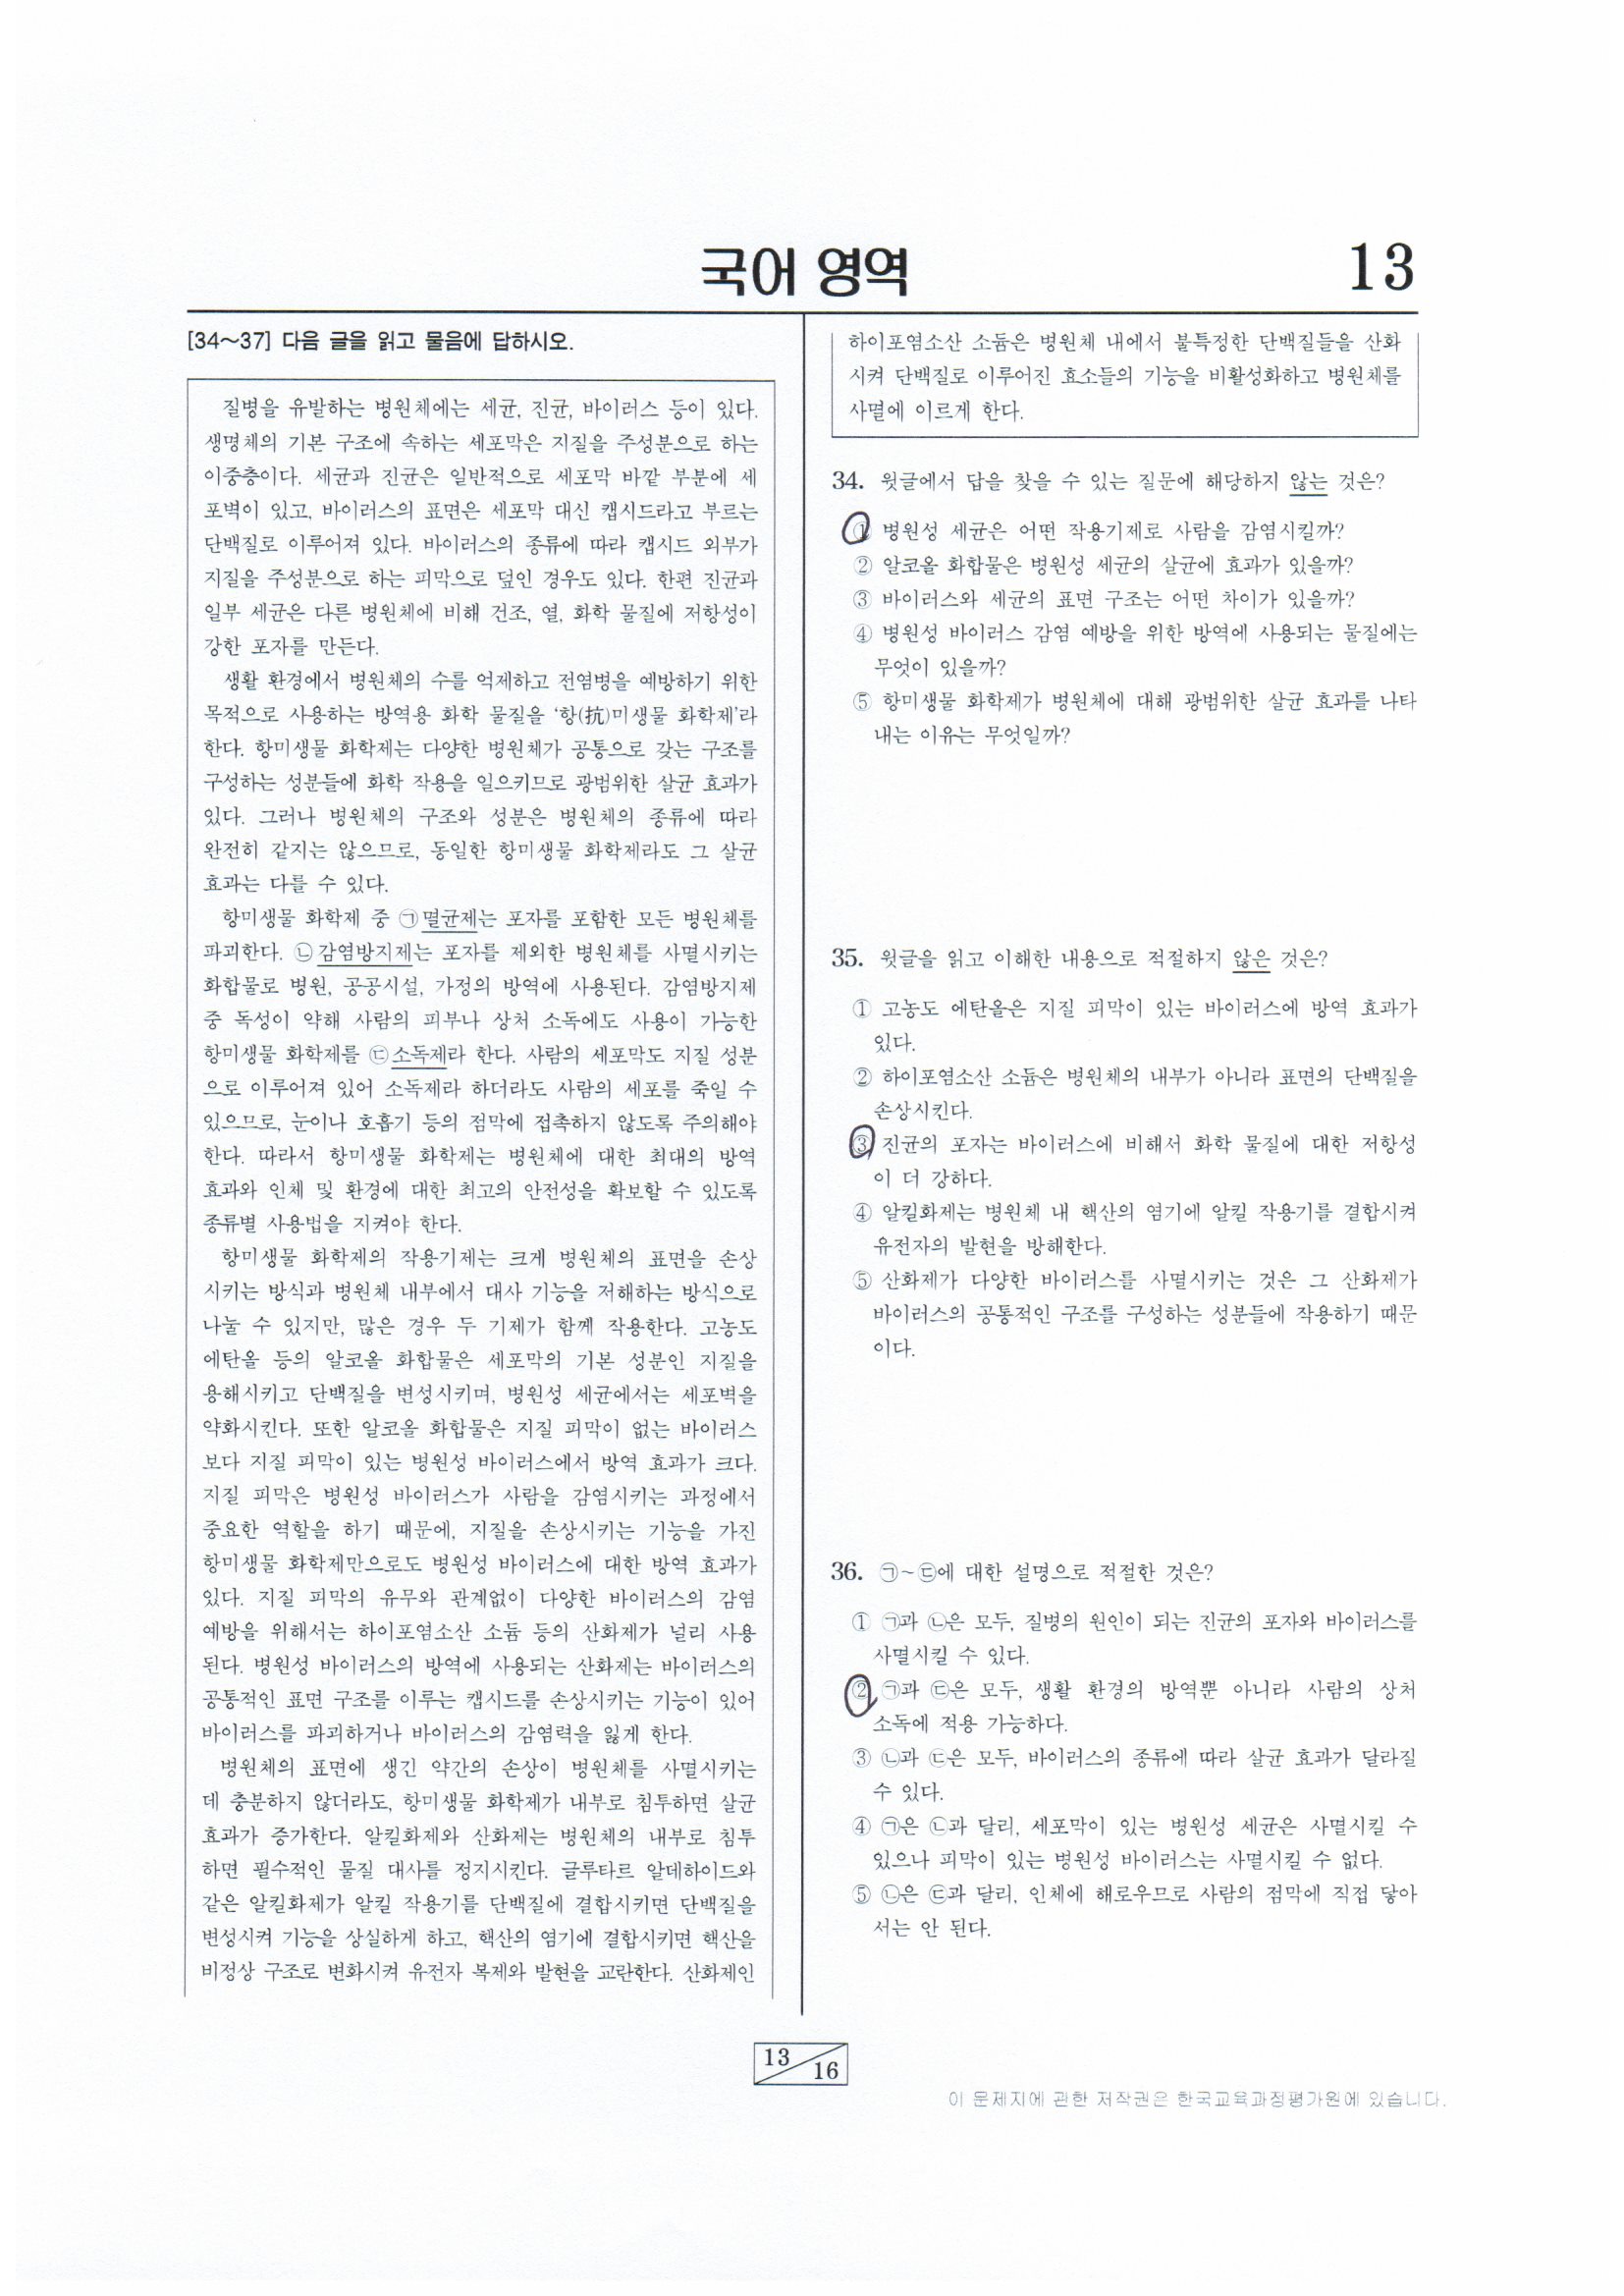 국어 영역
13
[34~37] 다음 글을 읽고 물음에 답하시오.
질병을 유발하는 병원체에는 세균, 진균, 바이러스 등이 있다.
생명체의 기본 구조에 속하는 세포막은 지질을 주성분으로 하는
이중층이다. 세균과 진균은 일반적으로 세포막 바깥 부분에 세
포벽이 있고, 바이러스의 표면은 세포막 대신 캡시드라고 부르는
단백질로 이루어져 있다. 바이러스의 종류에 따라 캡시드 외부가
지질을 주성분으로 하는 피막으로 덮인 경우도 있다. 한편 진균과
일부 세균은 다른 병원체에 비해 건조, 열, 화학 물질에 저항성이
강한 포자를 만든다.
생활 환경에서 병원체의 수를 억제하고 전염병을 예방하기 위한
목적으로 사용하는 방역용 화학 물질을 ‘항(抗)미생물 화학제’라
한다. 항미생물 화학제는 다양한 병원체가 공통으로 갖는 구조를
구성하는 성분들에 화학 작용을 일으키므로 광범위한 살균 효과가
있다. 그러나 병원체의 구조와 성분은 병원체의 종류에 따라
완전히 같지는 않으므로, 동일한 항미생물 화학제라도 그 살균
효과는 다를 수 있다.
항미생물 화학제 중 ㉠멸균제는 포자를 포함한 모든 병원체를
파괴한다. ㉡감염방지제는 포자를 제외한 병원체를 사멸시키는
화합물로 병원, 공공시설, 가정의 방역에 사용된다. 감염방지제
중 독성이 약해 사람의 피부나 상처 소독에도 사용이 가능한
항미생물 화학제를 ㉢소독제라 한다. 사람의 세포막도 지질 성분
으로 이루어져 있어 소독제라 하더라도 사람의 세포를 죽일 수
있으므로, 눈이나 호흡기 등의 점막에 접촉하지 않도록 주의해야
한다. 따라서 항미생물 화학제는 병원체에 대한 최대의 방역
효과와 인체 및 환경에 대한 최고의 안전성을 확보할 수 있도록
종류별 사용법을 지켜야 한다.
항미생물 화학제의 작용기제는 크게 병원체의 표면을 손상
시키는 방식과 병원체 내부에서 대사 기능을 저해하는 방식으로
나눌 수 있지만, 많은 경우 두 기제가 함께 작용한다. 고농도
에탄올 등의 알코올 화합물은 세포막의 기본 성분인 지질을
용해시키고 단백질을 변성시키며, 병원성 세균에서는 세포벽을
약화시킨다. 또한 알코올 화합물은 지질 피막이 없는 바이러스
보다 지질 피막이 있는 병원성 바이러스에서 방역 효과가 크다.
지질 피막은 병원성 바이러스가 사람을 감염시키는 과정에서
중요한 역할을 하기 때문에, 지질을 손상시키는 기능을 가진
항미생물 화학제만으로도 병원성 바이러스에 대한 방역 효과가
있다. 지질 피막의 유무와 관계없이 다양한 바이러스의 감염
예방을 위해서는 하이포염소산 소듐 등의 산화제가 널리 사용
된다. 병원성 바이러스의 방역에 사용되는 산화제는 바이러스의
공통적인 표면 구조를 이루는 캡시드를 손상시키는 기능이 있어
바이러스를 파괴하거나 바이러스의 감염력을 잃게 한다.
병원체의 표면에 생긴 약간의 손상이 병원체를 사멸시키는
데 충분하지 않더라도, 항미생물 화학제가 내부로 침투하면 살균
효과가 증가한다. 알킬화제와 산화제는 병원체의 내부로 침투
하면 필수적인 물질 대사를 정지시킨다. 글루타르 알데하이드와
같은 알킬화제가 알킬 작용기를 단백질에 결합시키면 단백질을
변성시켜 기능을 상실하게 하고, 핵산의 염기에 결합시키면 핵산을
비정상 구조로 변화시켜 유전자 복제와 발현을 교란한다. 산화제인
하이포염소산 소듐은 병원체 내에서 불특정한 단백질들을 산화
시켜 단백질로 이루어진 효소들의 기능을 비활성화하고 병원체를
사멸에 이르게 한다.
34. 윗글에서 답을 찾을 수 있는 질문에 해당하지 않는 것은?
① 병원성 세균은 어떤 작용기제로 사람을 감염시킬까?
② 알코올 화합물은 병원성 세균의 살균에 효과가 있을까?
③ 바이러스와 세균의 표면 구조는 어떤 차이가 있을까?
④ 병원성 바이러스 감염 예방을 위한 방역에 사용되는 물질에는
무엇이 있을까?
⑤ 항미생물 화학제가 병원체에 대해 광범위한 살균 효과를 나타
내는 이유는 무엇일까?
35. 윗글을 읽고 이해한 내용으로 적절하지 않은 것은?
① 고농도 에탄올은 지질 피막이 있는 바이러스에 방역 효과가
있다.
② 하이포염소산 소듐은 병원체의 내부가 아니라 표면의 단백질을
손상시킨다.
③ 진균의 포자는 바이러스에 비해서 화학 물질에 대한 저항성
이 더 강하다.
④ 알킬화제는 병원체 내 핵산의 염기에 알킬 작용기를 결합시켜
유전자의 발현을 방해한다.
⑤ 산화제가 다양한 바이러스를 사멸시키는 것은 그 산화제가
바이러스의 공통적인 구조를 구성하는 성분들에 작용하기 때문
이다.
36. ㉠~㉢에 대한 설명으로 적절한 것은?
① ㉠과 ㉡은 모두, 질병의 원인이 되는 진균의 포자와 바이러스를
사멸시킬 수 있다.
② ㉠과 ㉢은 모두, 생활 환경의 방역뿐 아니라 사람의 상처
소독에 적용 가능하다.
③ ㉡과 ㉢은 모두, 바이러스의 종류에 따라 살균 효과가 달라질
수 있다.
④ ㉠은 ㉡과 달리, 세포막이 있는 병원성 세균은 사멸시킬 수
있으나 피막이 있는 병원성 바이러스는 사멸시킬 수 없다.
⑤ ㉡은 ㉢과 달리, 인체에 해로우므로 사람의 점막에 직접 닿아
서는 안 된다.
13
16
이 문제지에 관한 저작권은 한국교육과정평가원에 있습니다.